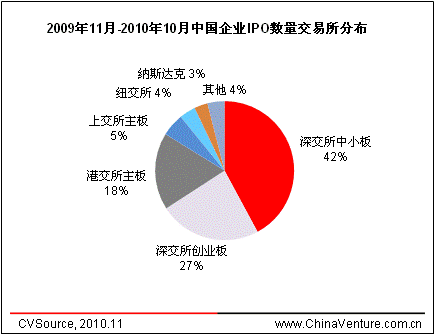 2009年11月-2010年10月中国企业IPO数量交易所分布
纳斯达克 3%
其他 4%
纽交所 4%
上交所主板
5%
深交所中小板
42%
港交所主板
18%
深交所创业板
27%
CVSource, 2010.11
www.ChinaVenture.com.cn